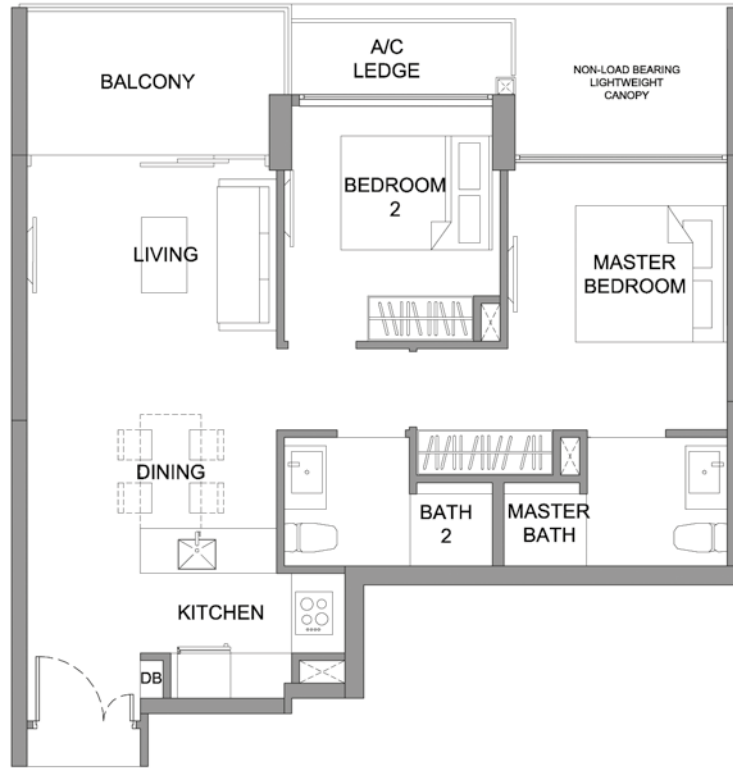 BALCONY
A/C
LEDGE
NON-LOAD BEARING
LIGHTWEIGHT
CANOPY
BEDROOM
2
LIVING
MASTER
BEDROOM
DINING
BATH
2
MASTER
BATH
KITCHEN
DB